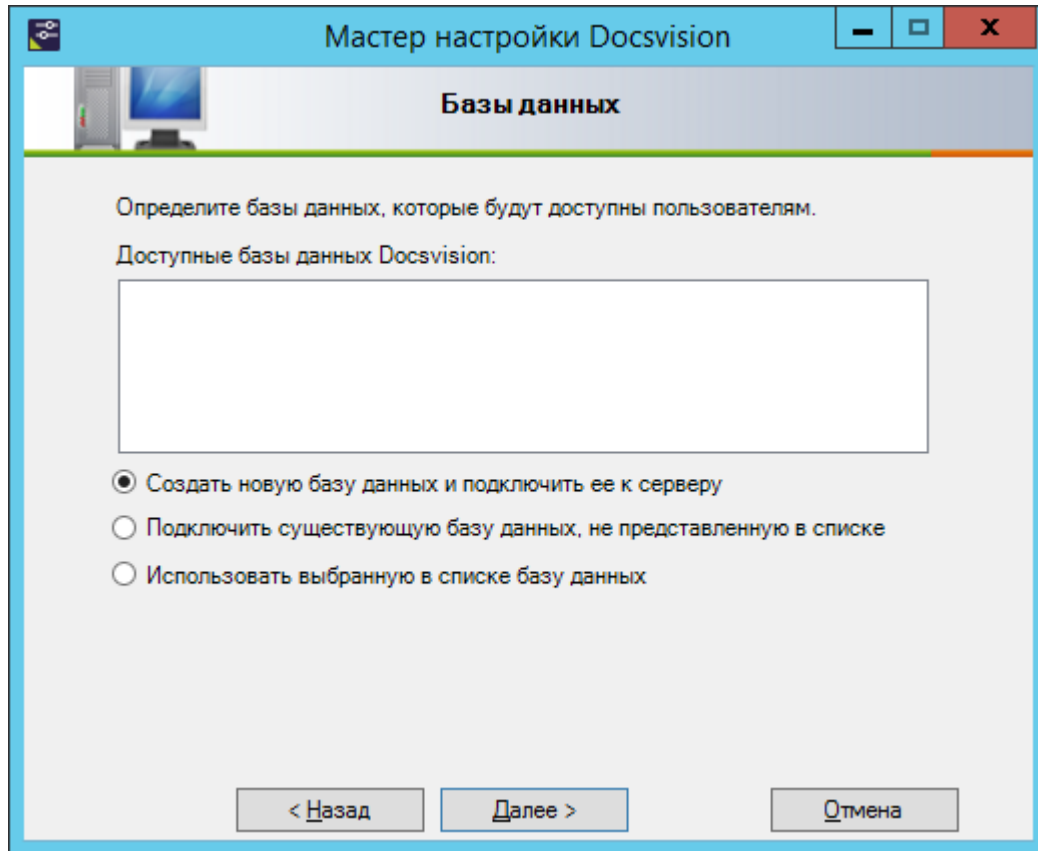 Мастер настройки Docsvision
Базы данных
Определите базы данных, которые будут доступны пользователям.
Доступные базы данных Docsvision:
Создать новую базу данных и подключить ее к серверу
Подключить существующую базу данных, не представленную в списке
Использовать выбранную в списке базу данных
< Назад
Далее >
Отмена